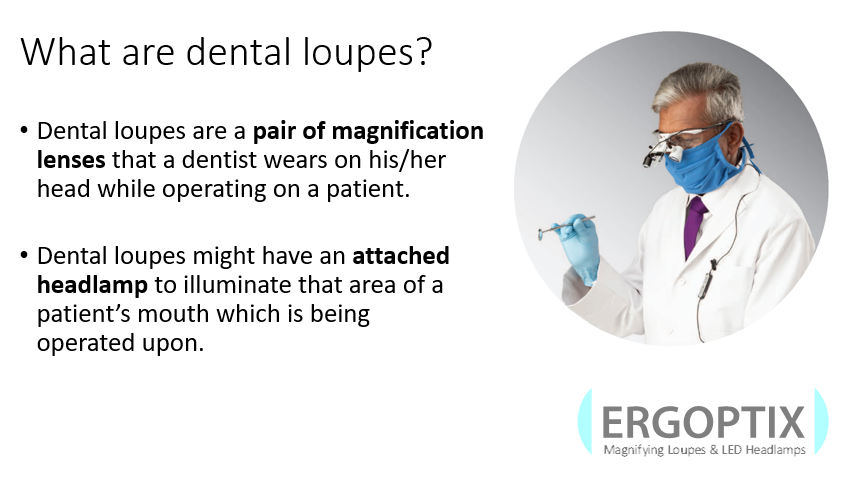 What are dental loupes?
• Dental loupes are a pair of magnification
lenses that a dentist wears on his/her
head while operating on a patient.
• Dental loupes might have an attached
headlamp to illuminate that area of a
patient’s mouth which is being
operated upon.
ERGOPTIX
Magnifying Loupes & LED Headlamps